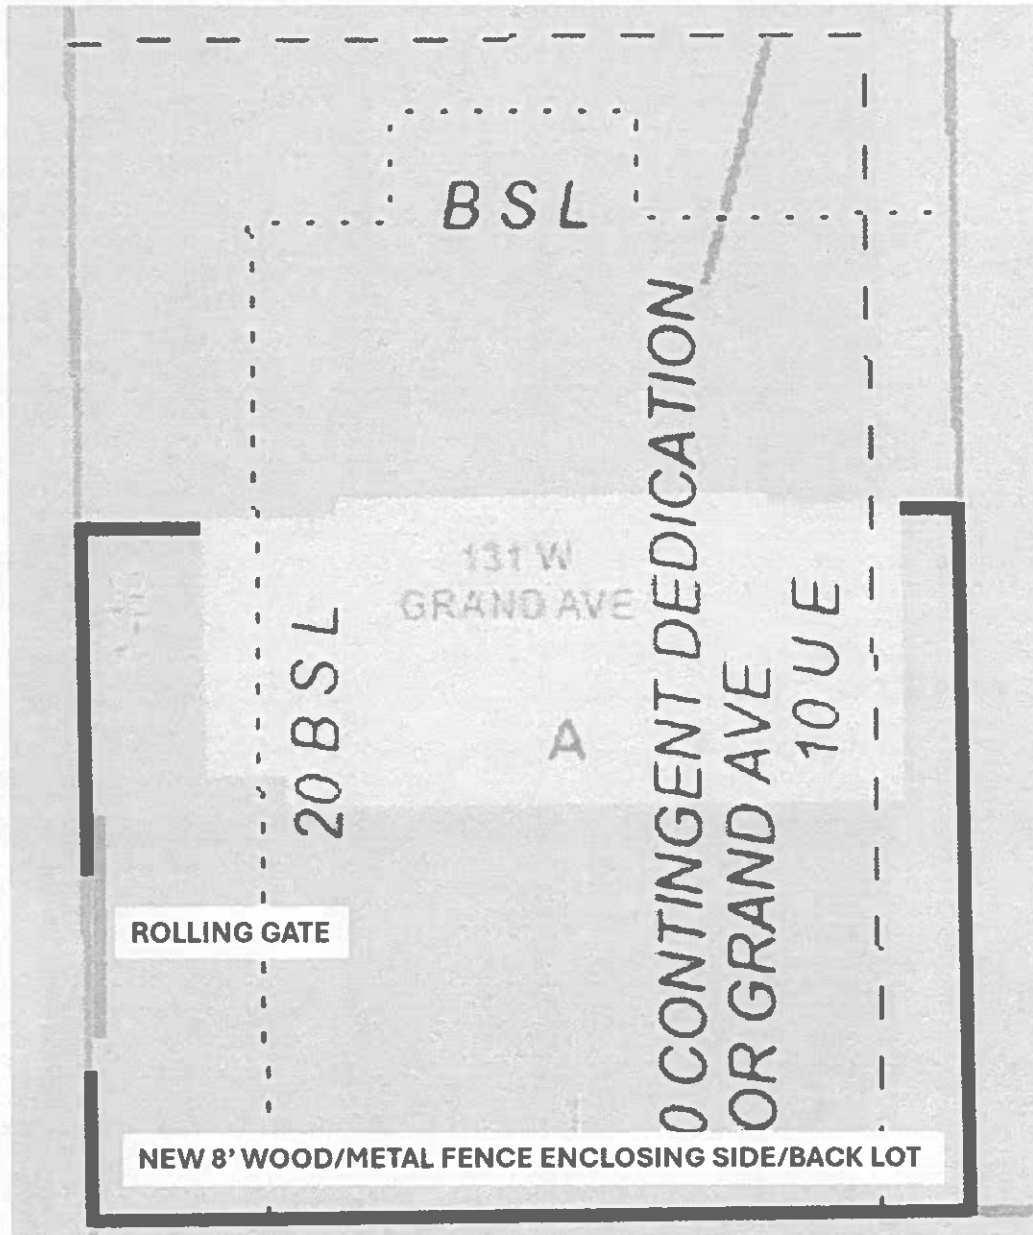 BSL
131 W
GRAND AVE
20 BSL
A
0 CONTINGENT DEDICATION
OR GRAND AVE
10 UE
ROLLING GATE
NEW 8' WOOD/METAL FENCE ENCLOSING SIDE/BACK LOT